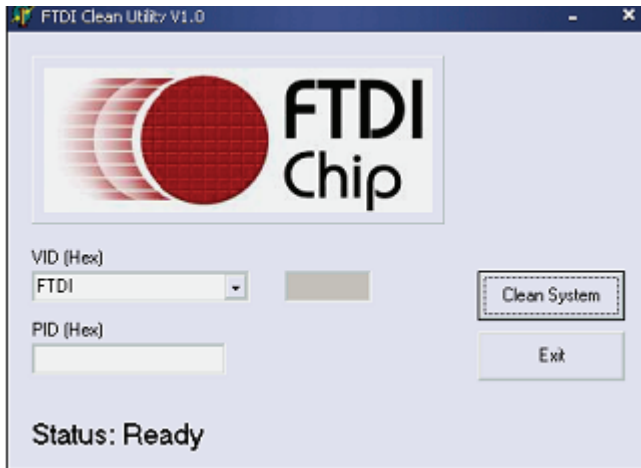 FTDI Clean Utility V1.0
FTDI
Chip
VID (Hex)
FTDI
Clean System
PID (Hex)
Exit
Status: Ready